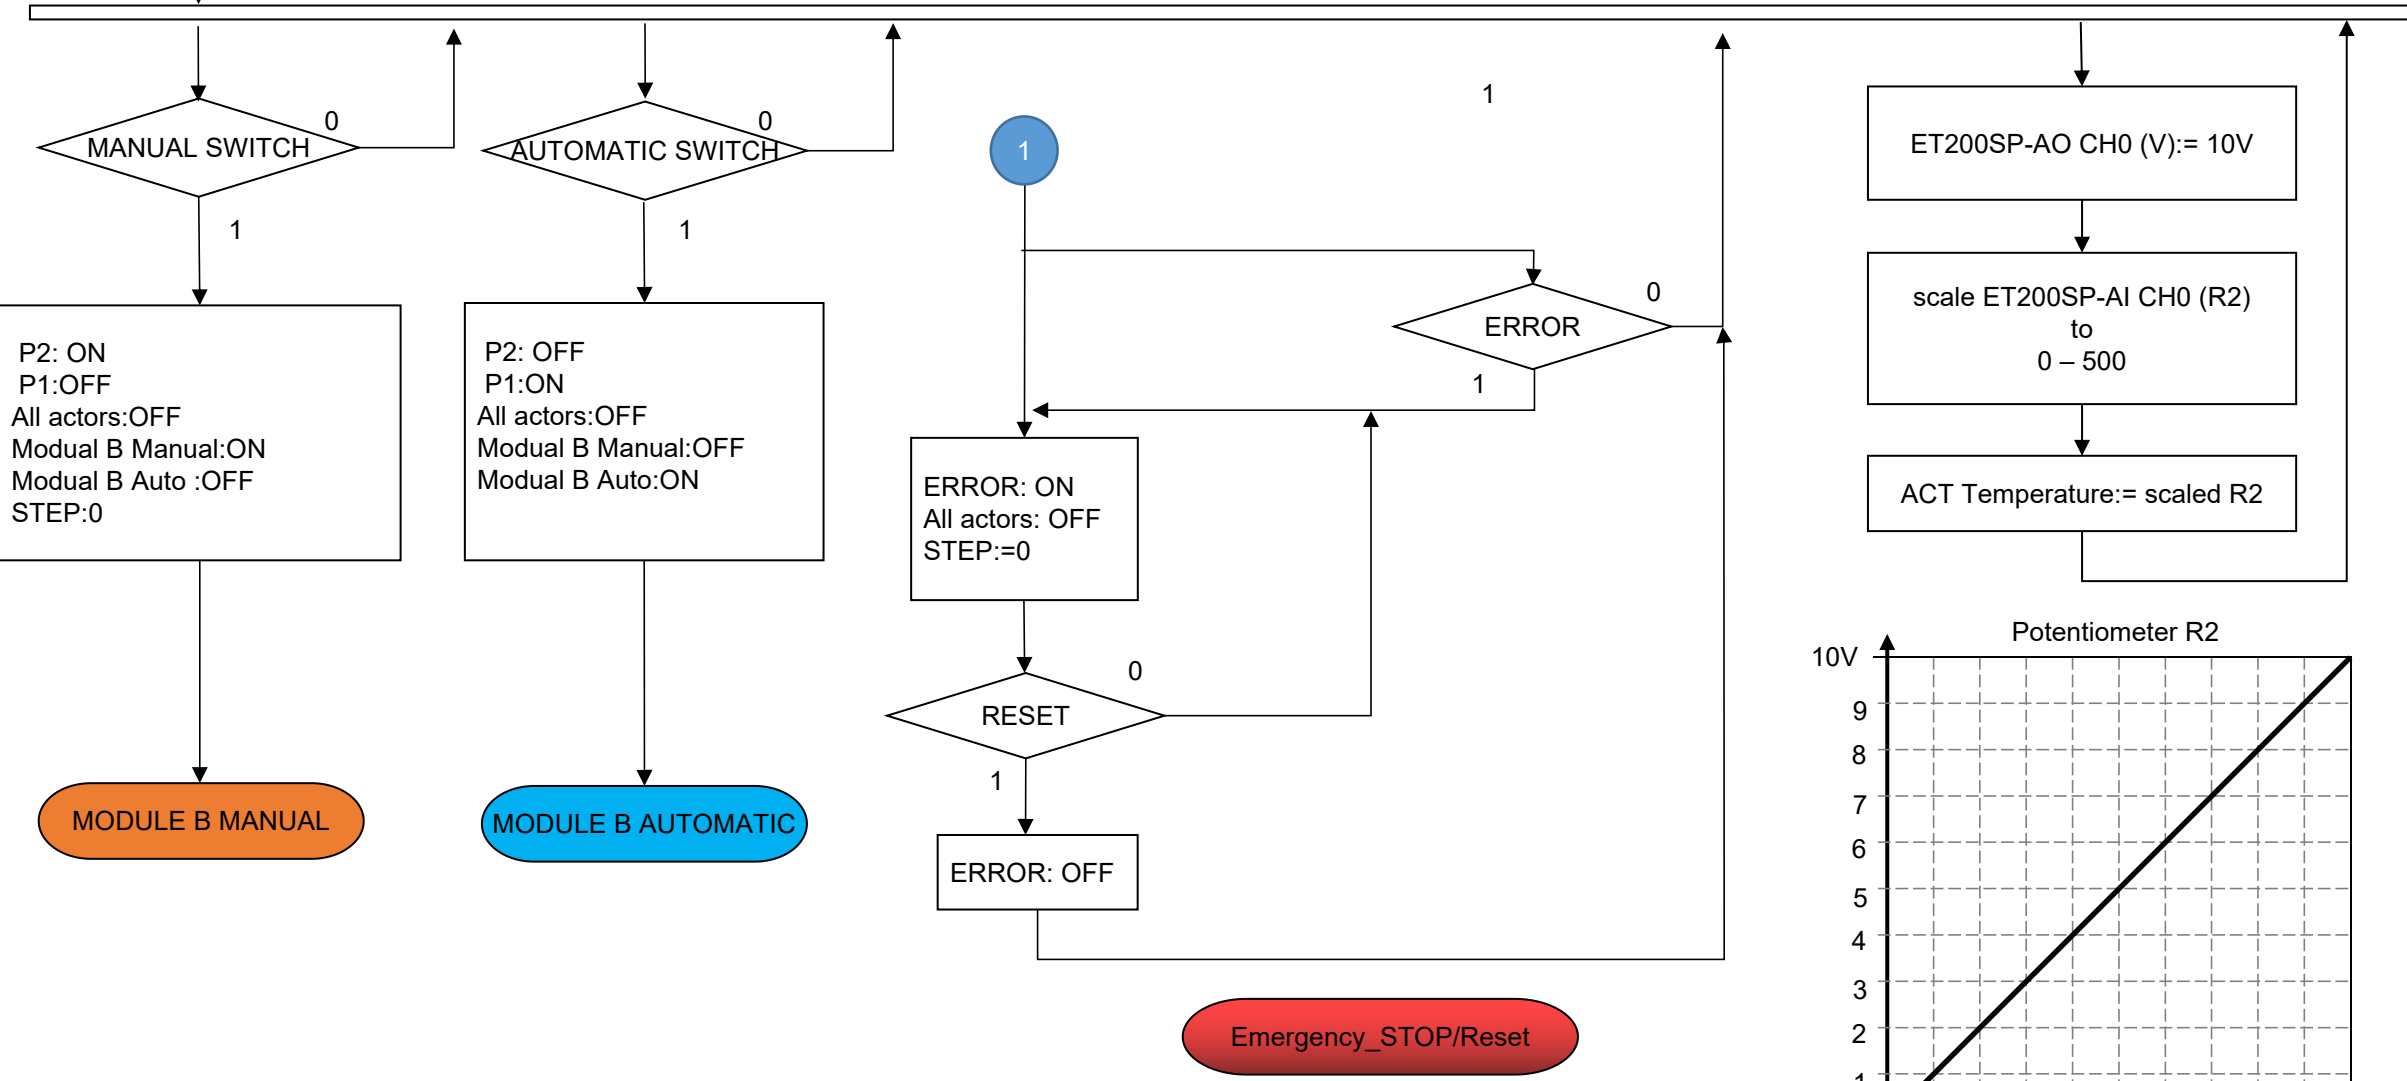 0
MANUAL SWITCH
1
P2: ON
P1:OFF
All actors:OFF
Modual B Manual:ON
Modual B Auto :OFF
STEP:0
MODULE B MANUAL
0
AUTOMATIC SWITCH
1
P2: OFF
P1:ON
All actors:OFF
Modual B Manual:OFF
Modual B Auto:ON
MODULE B AUTOMATIC
1
1
0
ERROR
1
ERROR: ON
All actors: OFF
STEP:=0
0
RESET
1
ERROR: OFF
Emergency_STOP/Reset
ET200SP-AO CH0 (V):= 10V
scale ET200SP-AI CH0 (R2)
to
0 – 500
ACT Temperature:= scaled R2
Potentiometer R2
10V
9
8
7
6
5
4
3
2
1